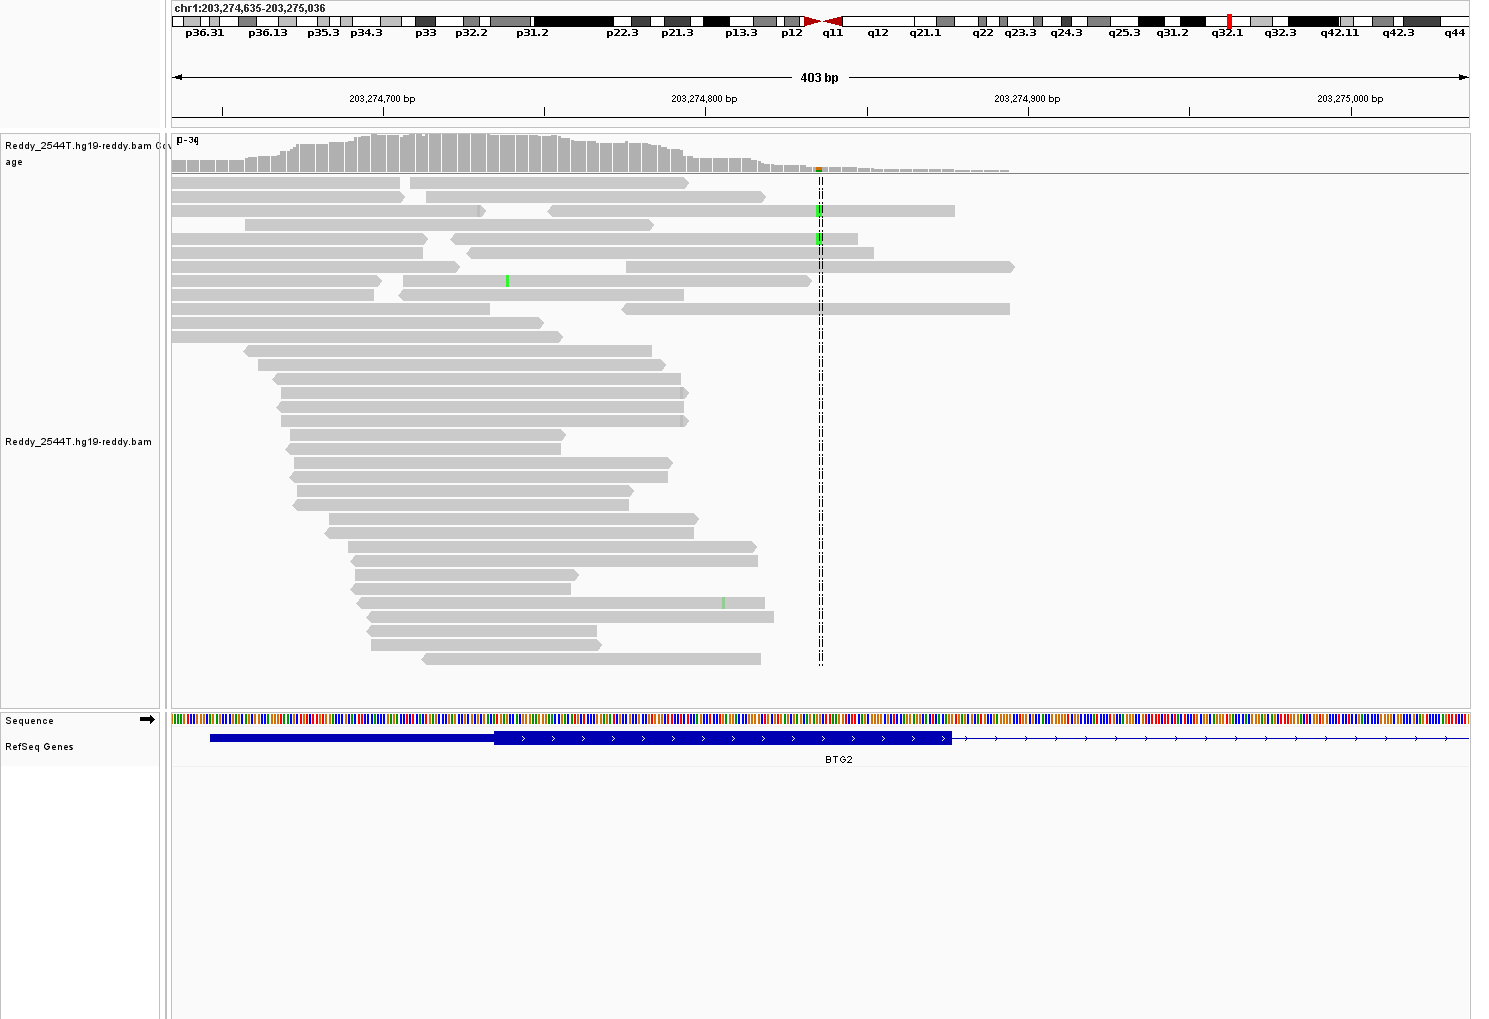 chr1:203,274,635-203,275,036
p36.31 p36.13 p35.3 p34.3 p33 p32.2 p31.2 p22.3 p21.3 p13.3 p12 q11 q12 q21.1 q22 q23.3 q24.3 q25.3 q31.2 q32.1 q32.3 q42.11 q42.3 q44
403 bp
203,274,700 bp 203,274,800 bp 203,274,900 bp 203,275,000 bp
Reddy_2544T.hg19-reddy.bam Cov
age
[0-34]
Reddy_2544T.hg19-reddy.bam
Sequence
RefSeq Genes
BTG2